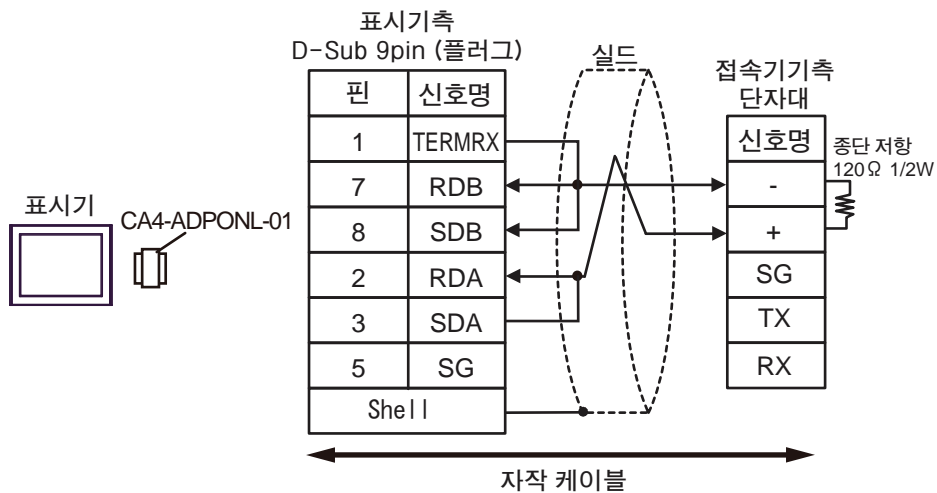 표시기측
D-Sub 9pin (플러그)
실드
접속기기측
단자대
핀 신호명
신호명
종단 저항
120Ω 1/2W
1 TERMRX
7 RDB
-
8 SDB
+
2 RDA
SG
3 SDA
TX
5 SG
RX
Shell
표시기
CA4-ADPONL-01
자작 케이블